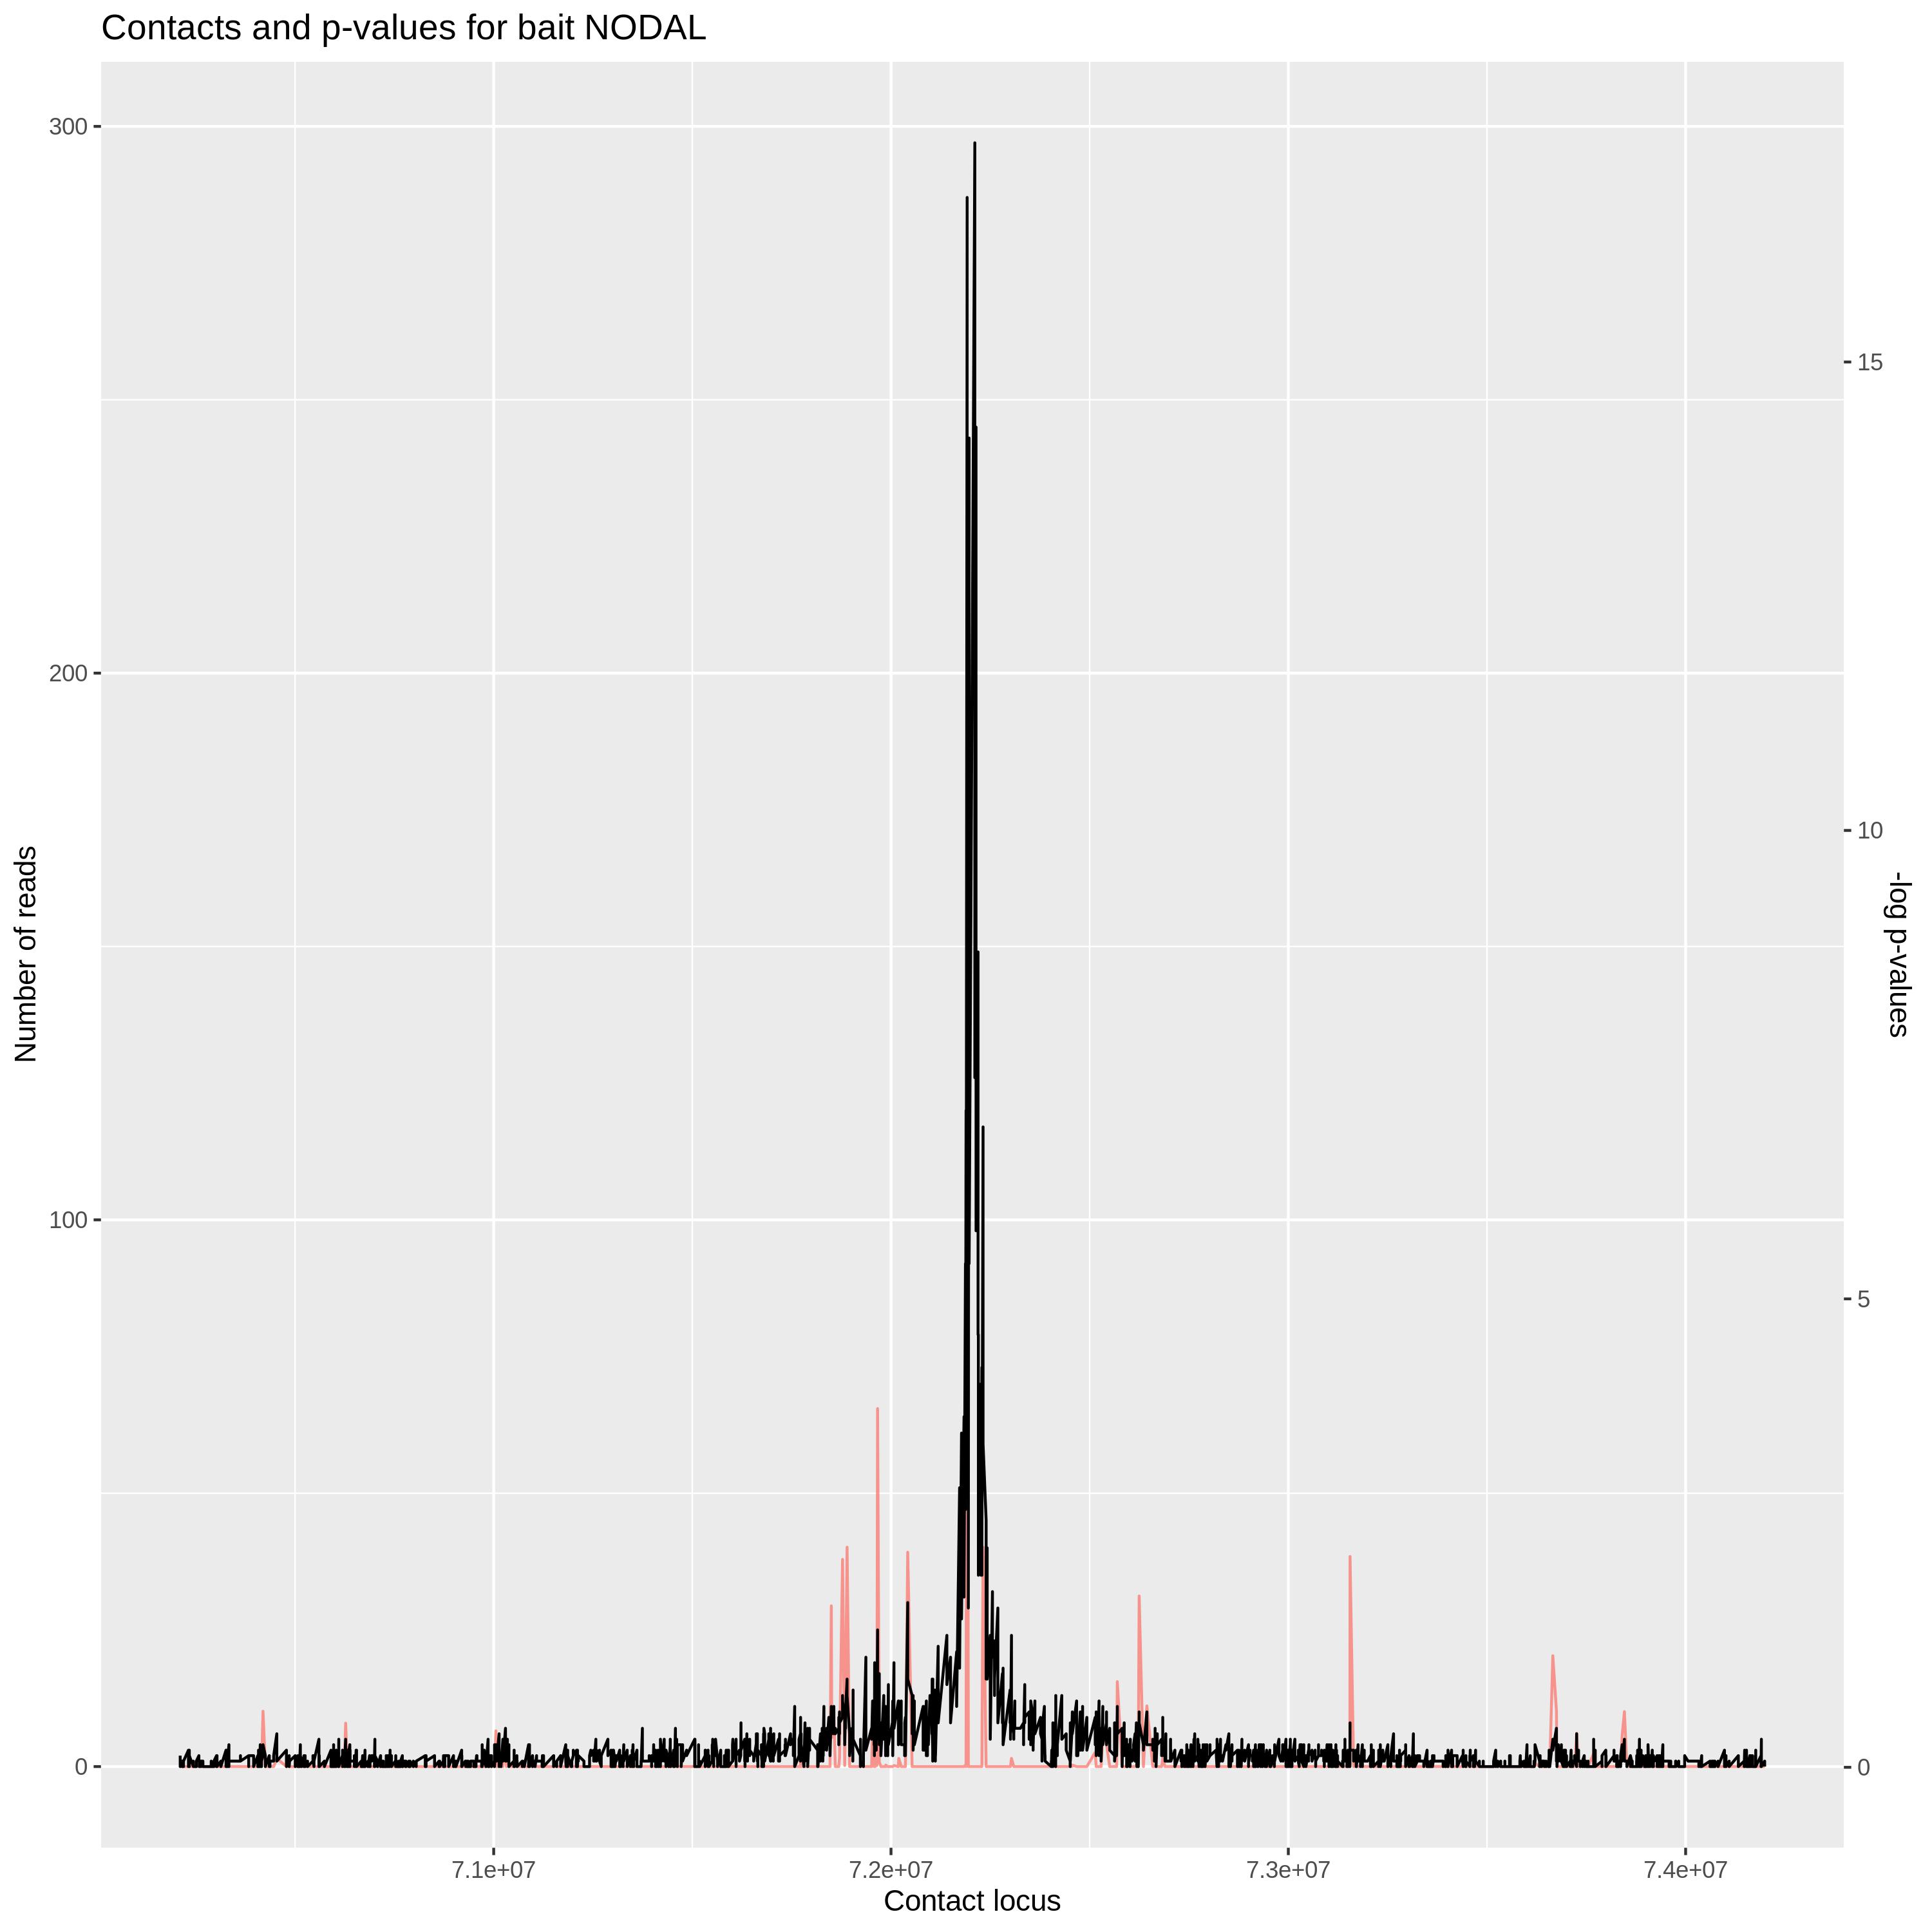 Contacts and p-values for bait NODAL
300
200
100
0
Number of reads
15
10
5
0
-log p-values
7.1e+07
7.2e+07
7.3e+07
7.4e+07
Contact locus